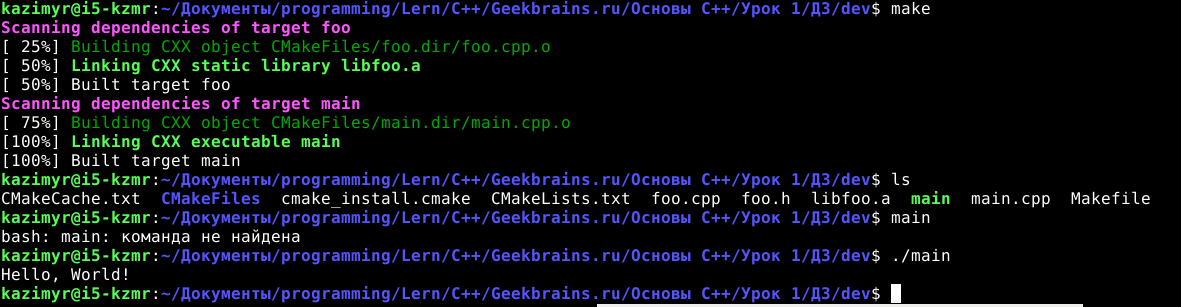 kazimyr@i5-kzmr:~/Документы/programming/Lern/C++/Geekbrains.ru/Основы C++/Урок 1/ДЗ/dev$ make
Scanning dependencies of target foo
[ 25%] Building CXX object CMakeFiles/foo.dir/foo.cpp.o
[ 50%] Linking CXX static library libfoo.a
[ 50%] Built target foo
Scanning dependencies of target main
[ 75%] Building CXX object CMakeFiles/main.dir/main.cpp.o
[100%] Linking CXX executable main
[100%] Built target main
kazimyr@i5-kzmr:~/Документы/programming/Lern/C++/Geekbrains.ru/Основы C++/Урок 1/ДЗ/dev$ ls
CMakeCache.txt  CMakeFiles  cmake_install.cmake  CMakeLists.txt  foo.cpp  foo.h  libfoo.a  main  main.cpp  Makefile
kazimyr@i5-kzmr:~/Документы/programming/Lern/C++/Geekbrains.ru/Основы C++/Урок 1/ДЗ/dev$ main
bash: main: команда не найдена
kazimyr@i5-kzmr:~/Документы/programming/Lern/C++/Geekbrains.ru/Основы C++/Урок 1/ДЗ/dev$ ./main
Hello, World!
kazimyr@i5-kzmr:~/Документы/programming/Lern/C++/Geekbrains.ru/Основы C++/Урок 1/ДЗ/dev$